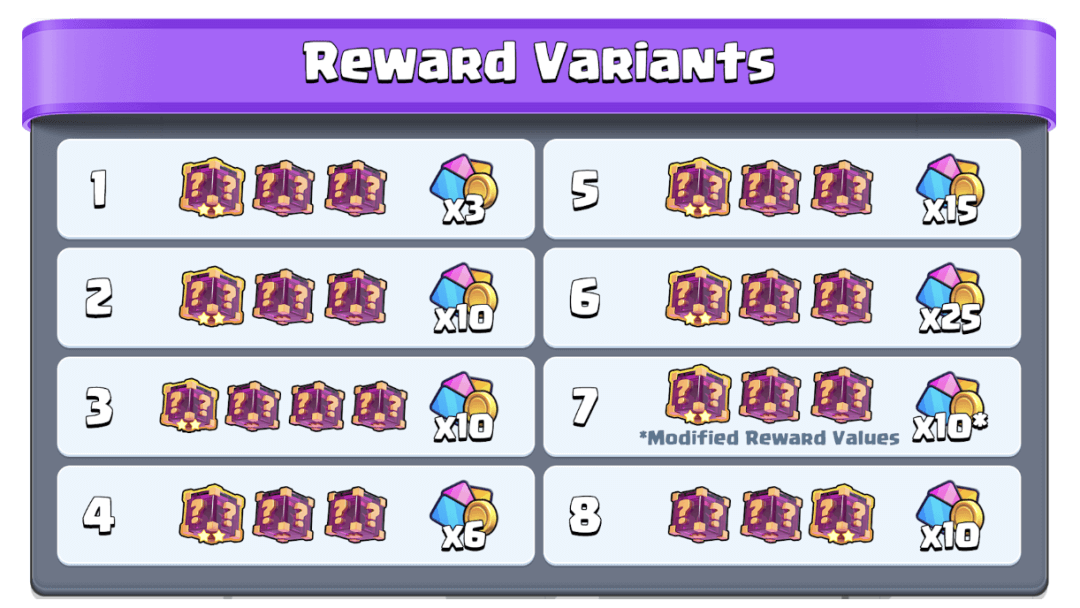 Reward Variants
1 ? ? ? ? ? ? x3
2 ? ? ? ? ? ? x10
3 ? ? ? ? ? ? ? ? x10
4 ? ? ? ? ? ? x6
5 ? ? ? ? ? ? x15
6 ? ? ? ? ? ? x25
7 ? ? ? ? ? ? x10*
*Modified Reward Values
8 ? ? ? ? ? ? x10